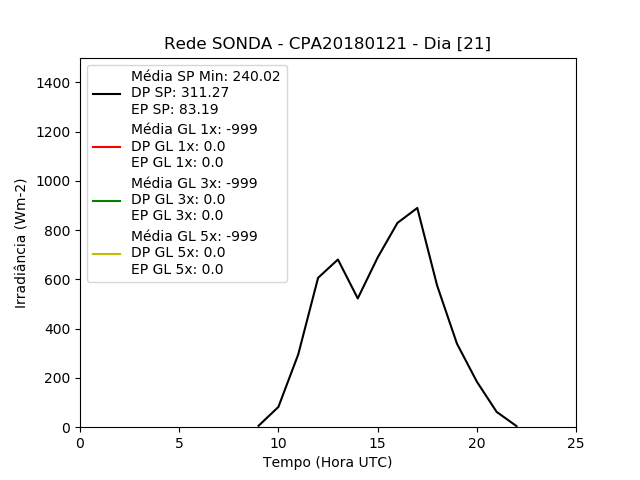 Rede SONDA - CPA20180121 - Dia [21]
Média SP Min: 240.02
DP SP: 311.27
EP SP: 83.19
Média GL 1x: -999
DP GL 1x: 0.0
EP GL 1x: 0.0
Média GL 3x: -999
DP GL 3x: 0.0
EP GL 3x: 0.0
Média GL 5x: -999
DP GL 5x: 0.0
EP GL 5x: 0.0
Irradiância (Wm-2)
1400
1200
1000
800
600
400
200
0
0 5 10 15 20 25
Tempo (Hora UTC)